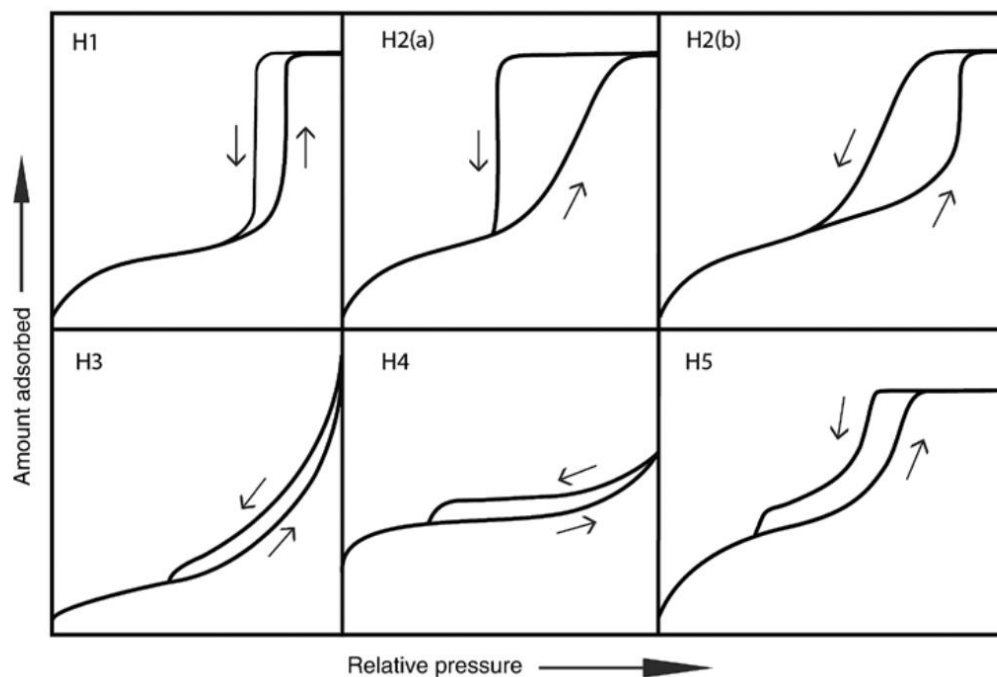 H1
H2(a)
H2(b)
H3
H4
H5
Amount adsorbed
Relative pressure